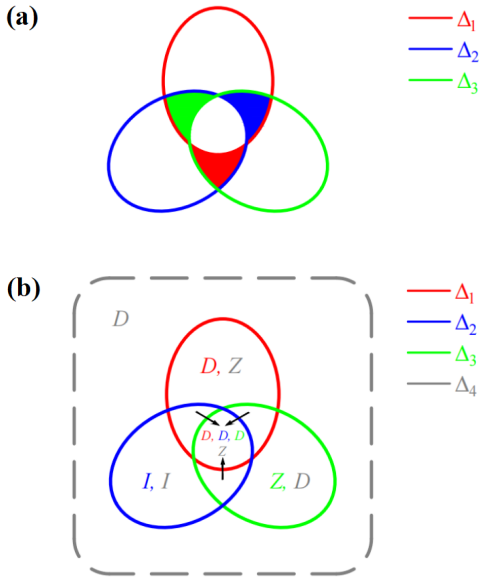 (a)
Δ₁
Δ₂
Δ₃
(b)
Δ₁
Δ₂
Δ₃
Δ₄
D
D, Z
D, D, D
Z
I, I
Z, D